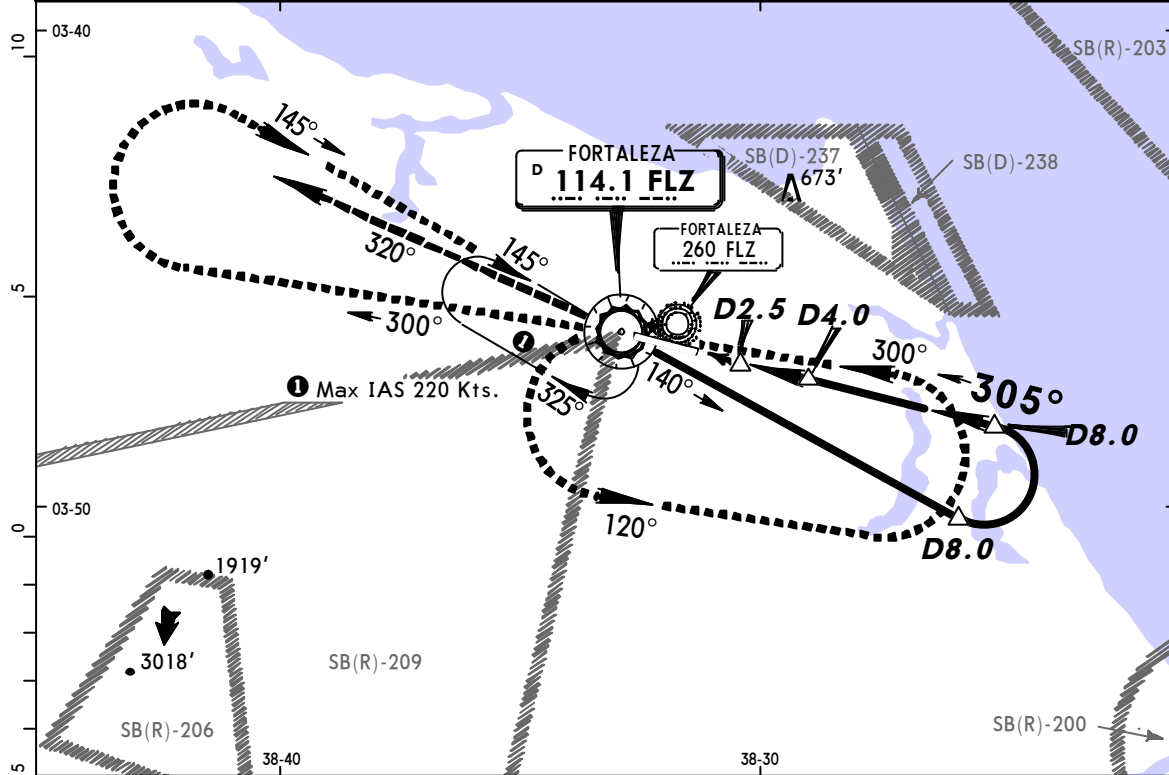 10
03-40
SB(R)-203
145°
FORTALEZA
D 114.1 FLZ
SB(D)-237
673'
SB(D)-238
FORTALEZA
260 FLZ
320°
145°
5
D2.5
D4.0
300°
1
300°
305°
1 Max IAS 220 Kts.
325°
140°
D8.0
03-50
0
120°
D8.0
1919'
3018'
SB(R)-209
SB(R)-206
SB(R)-200
38-40
38-30
5